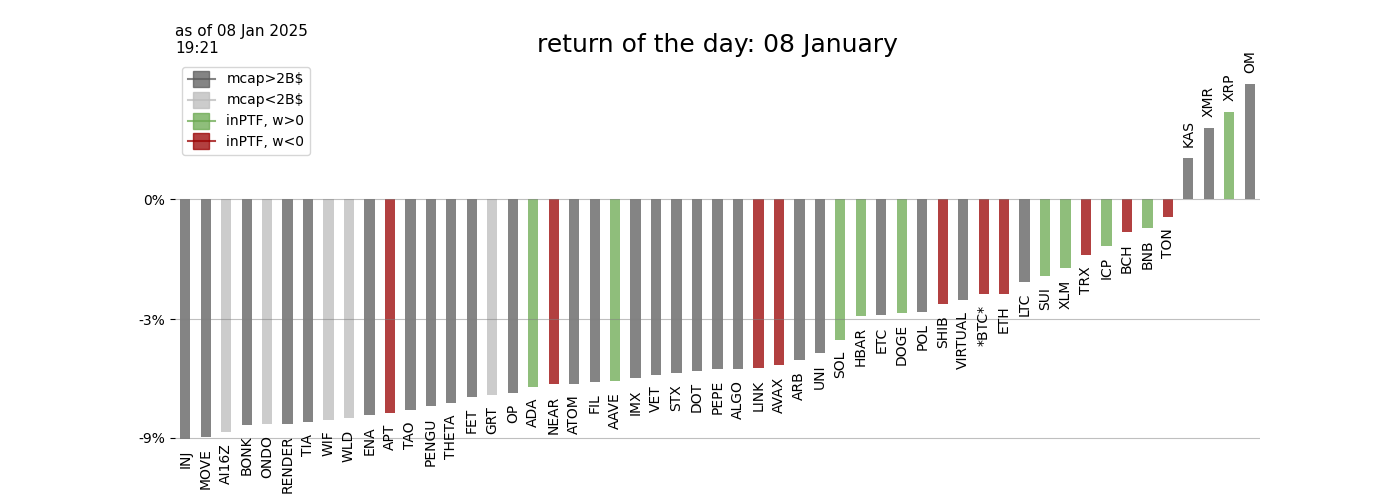 as of 08 Jan 2025
19:21
return of the day: 08 January
mcap>2B$
mcap<2B$
inPTF, w>0
inPTF, w<0
0%
-3%
-9%
INJ
MOVE
AI16Z
BONK
ONDO
RENDER
TIA
WIF
WLD
ENA
APT
TAO
PENGU
THETA
FET
GRT
OP
ADA
NEAR
ATOM
FIL
AAVE
IMX
VET
STX
DOT
PEPE
ALGO
LINK
AVAX
ARB
UNI
SOL
HBAR
ETC
DOGE
POL
SHIB
VIRTUAL
*BTC*
ETH
LTC
SUI
XLM
TRX
ICP
BCH
BNB
TON
KAS
XMR
XRP
OM